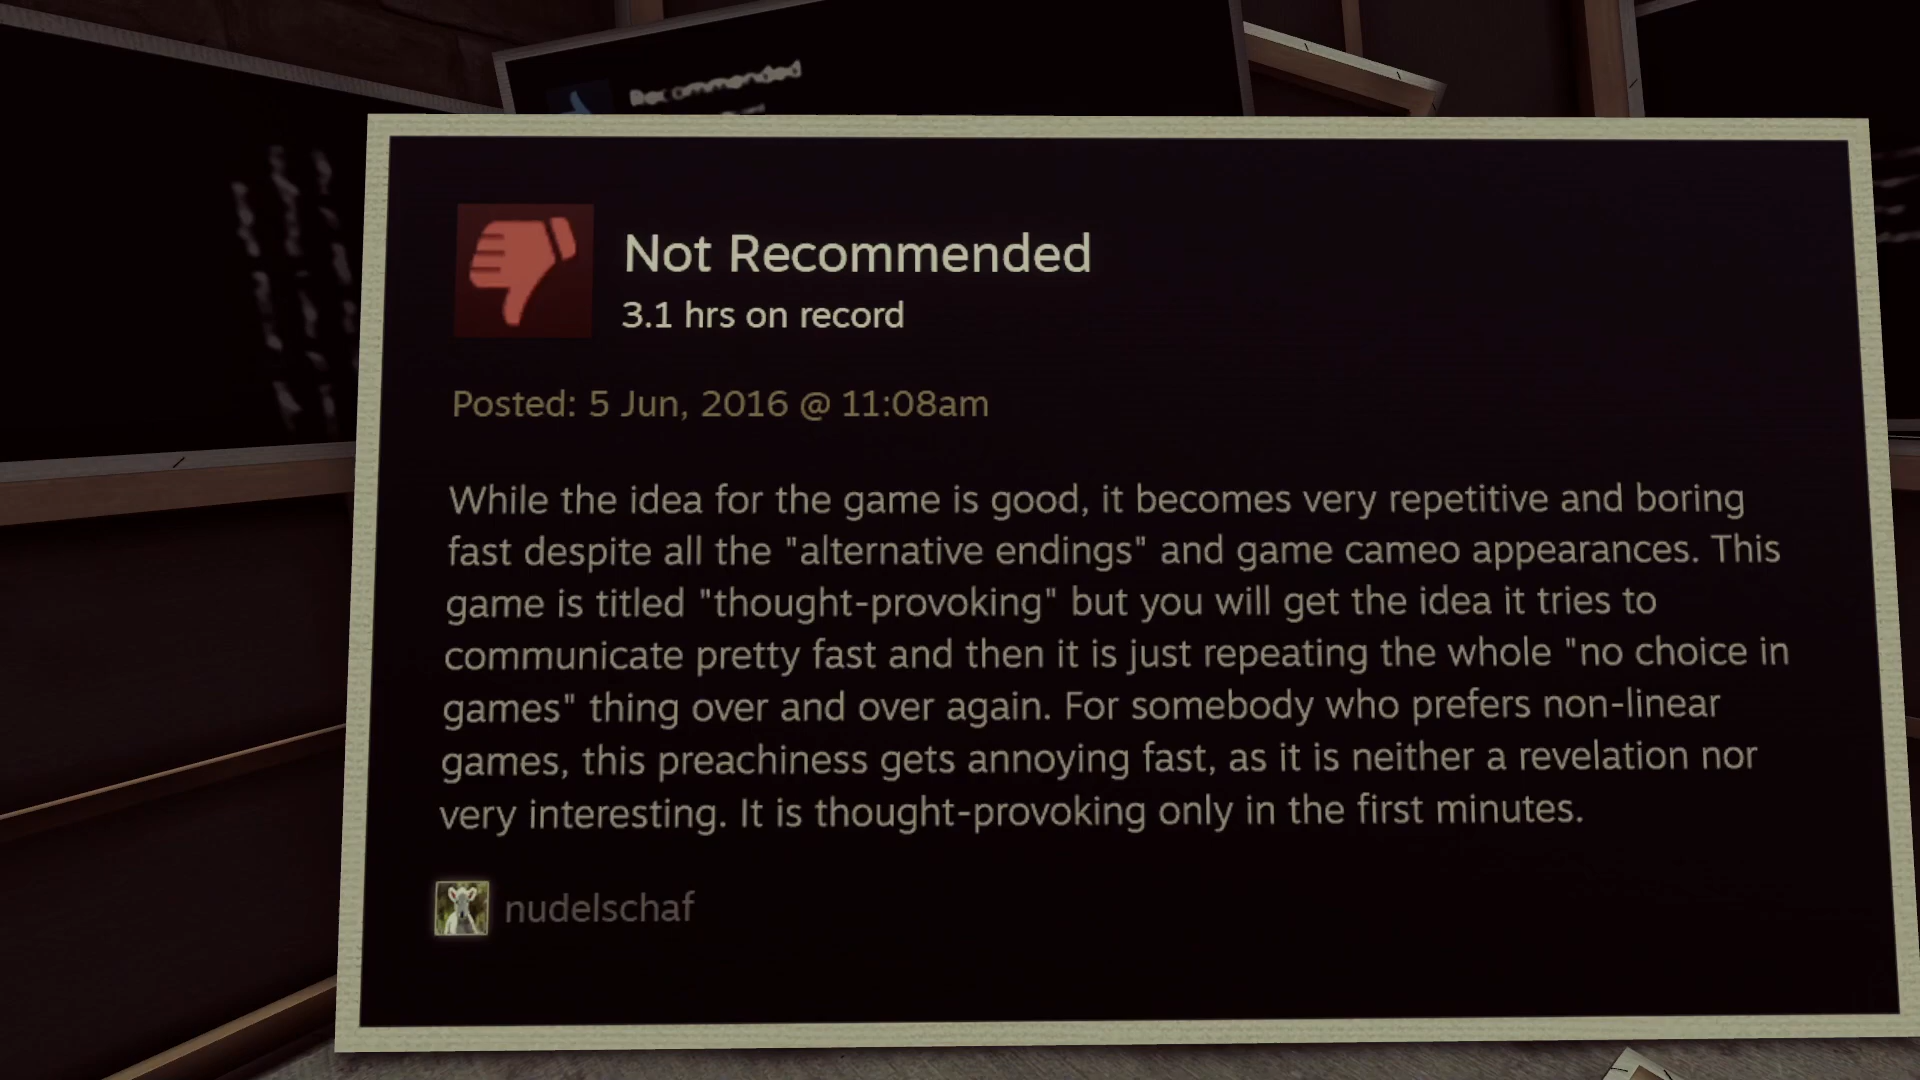 Recommended
Not Recommended
3.1 hrs on record
Posted: 5 Jun, 2016 @ 11:08am
While the idea for the game is good, it becomes very repetitive and boring
fast despite all the "alternative endings" and game cameo appearances. This
game is titled "thought-provoking" but you will get the idea it tries to
communicate pretty fast and then it is just repeating the whole "no choice in
games" thing over and over again. For somebody who prefers non-linear
games, this preachiness gets annoying fast, as it is neither a revelation nor
very interesting. It is thought-provoking only in the first minutes.
nudelschaf